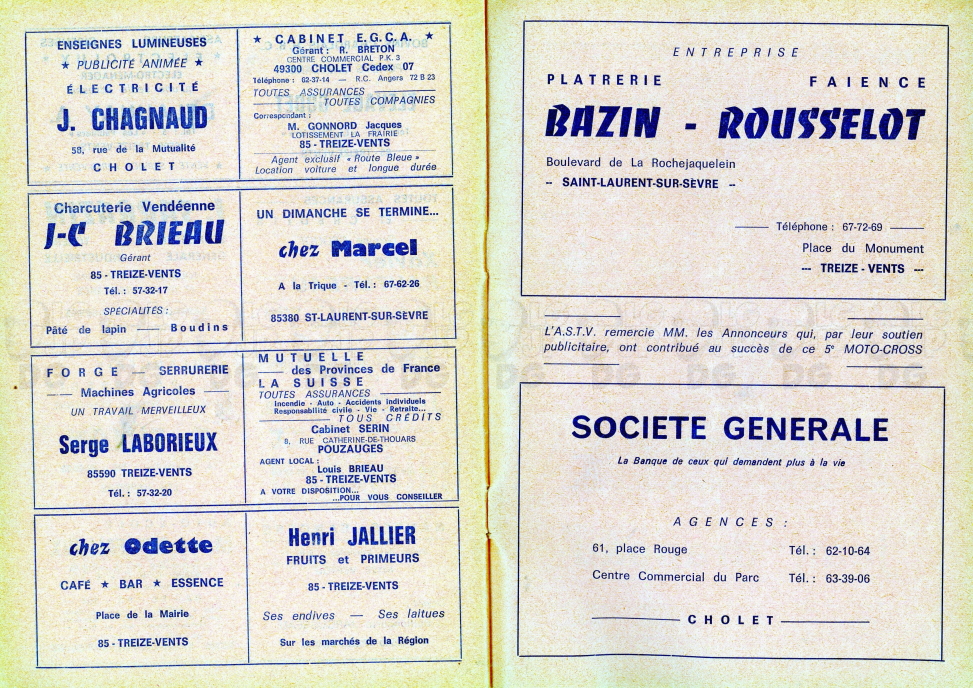 ENSEIGNES LUMINEUSES
★ PUBLICITÉ ANIMÉE ★
ÉLECTRICITÉ
J. CHAGNAUD
58, rue de la Mutualité
CHOLET
★ CABINET E.G.C.A. ★
Gérant : R. BRETON
CENTRE COMMERCIAL P.K. 3
49300 CHOLET Cedex 07
Téléphone : 62-37-14 — R.C. Angers 72 B 23
TOUTES ASSURANCES
TOUTES COMPAGNIES
Correspondant :
M. GONNORD Jacques
LOTISSEMENT LA FRAIRIE
85 - TREIZE-VENTS
Agent exclusif « Route Bleue »
Location voiture et longue durée
Charcuterie Vendéenne
J-C BRIEAU
Gérant
85 - TREIZE-VENTS
Tél. : 57-32-17
SPECIALITÉS :
Pâté de lapin — Boudins
UN DIMANCHE SE TERMINE...
chez Marcel
A la Trique - Tél. : 67-62-26
85380 ST-LAURENT-SUR-SÈVRE
FORGE — SERRURERIE
— Machines Agricoles —
UN TRAVAIL MERVEILLEUX
Serge LABORIEUX
85590 TREIZE-VENTS
Tél. : 57-32-20
MUTUELLE
— des Provinces de France
LA SUISSE
TOUTES ASSURANCES —
Incendie - Auto - Accidents individuels
Responsabilité civile - Vie - Retraite...
— TOUS CRÉDITS
Cabinet SERIN
8, RUE CATHERINE-DE-THOUARS
POUZAUGES
AGENT LOCAL :
Louis BRIEAU
85 - TREIZE-VENTS
A VOTRE DISPOSITION...
...POUR VOUS CONSEILLER
chez Odette
CAFÉ ★ BAR ★ ESSENCE
Place de la Mairie
85 - TREIZE-VENTS
Henri JALLIER
FRUITS et PRIMEURS
85 - TREIZE-VENTS
Ses endives — Ses laitues
Sur les marchés de la Région
ENTREPRISE
PLATRERIE FAIENCE
BAZIN - ROUSSELOT
Boulevard de La Rochejaquelein
-- SAINT-LAURENT-SUR-SÈVRE --
— Téléphone : 67-72-69 —
Place du Monument
--- TREIZE - VENTS ---
L'A.S.T.V. remercie MM. les Annonceurs qui, par leur soutien
publicitaire, ont contribué au succès de ce 5e MOTO-CROSS
SOCIETE GENERALE
La Banque de ceux qui demandent plus à la vie
AGENCES :
61, place Rouge Tél. : 62-10-64
Centre Commercial du Parc Tél. : 63-39-06
— CHOLET —